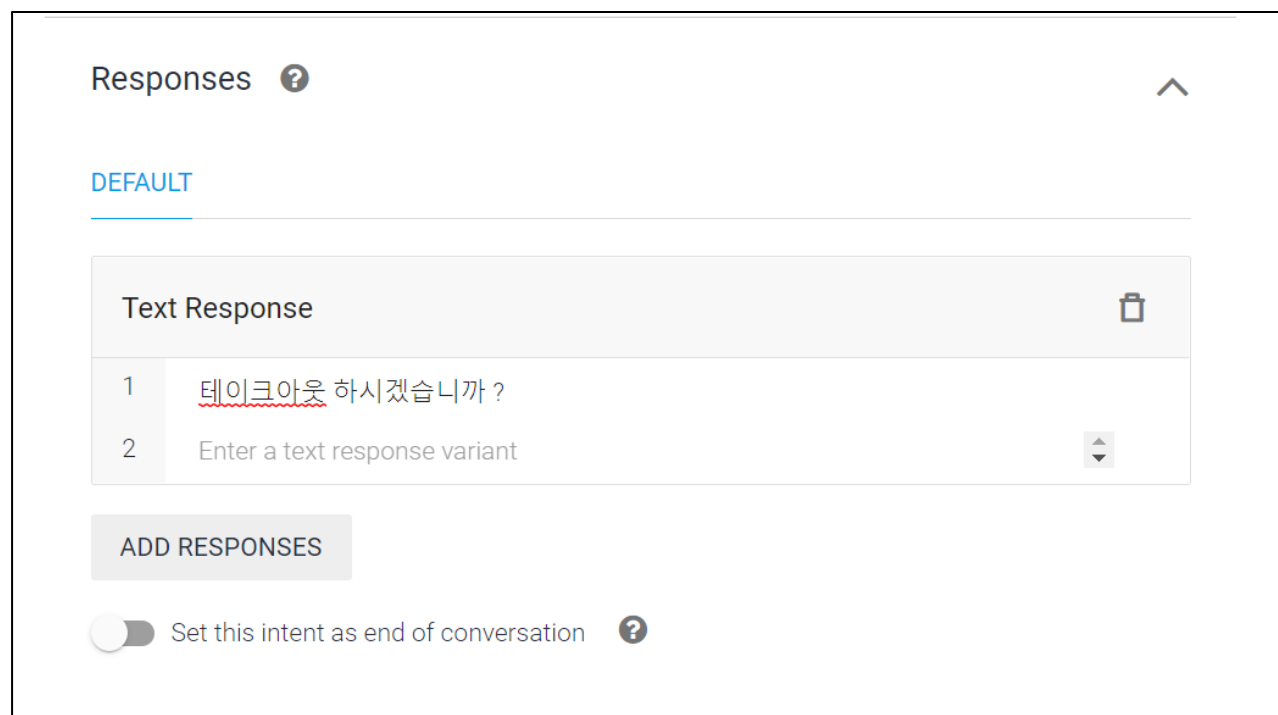 Responses
DEFAULT
Text Response
1 테이크아웃 하시겠습니까 ?
2 Enter a text response variant
ADD RESPONSES
Set this intent as end of conversation